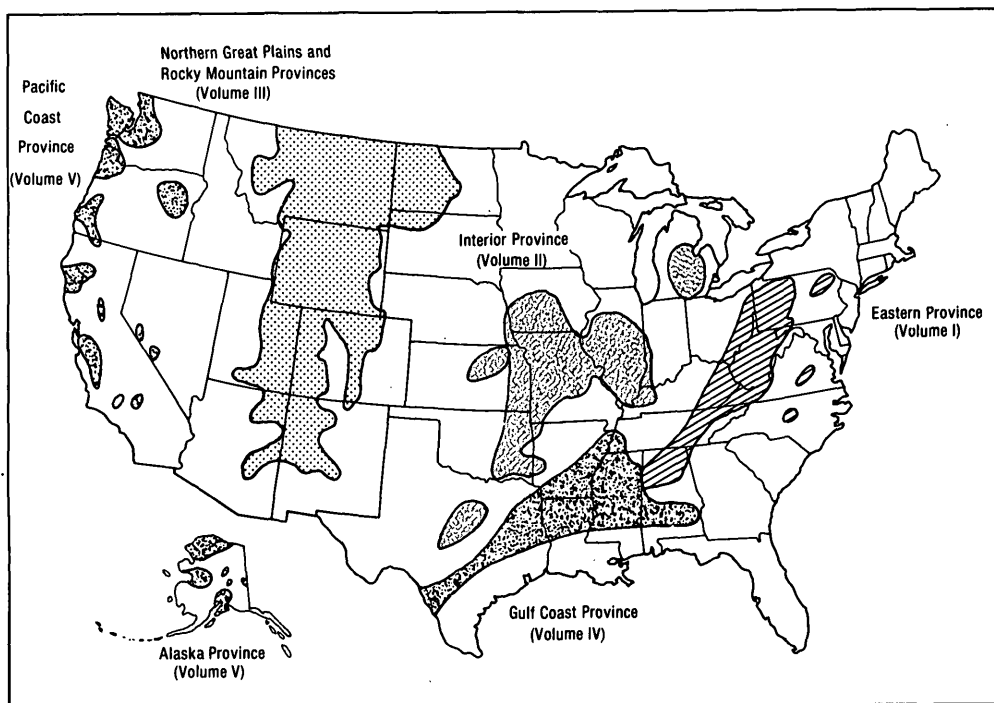 Northern Great Plains and
Rocky Mountain Provinces
(Volume III)
Pacific
Coast
Province
(Volume V)
Interior Province
(Volume II)
Eastern Province
(Volume I)
Gulf Coast Province
(Volume IV)
Alaska Province
(Volume V)